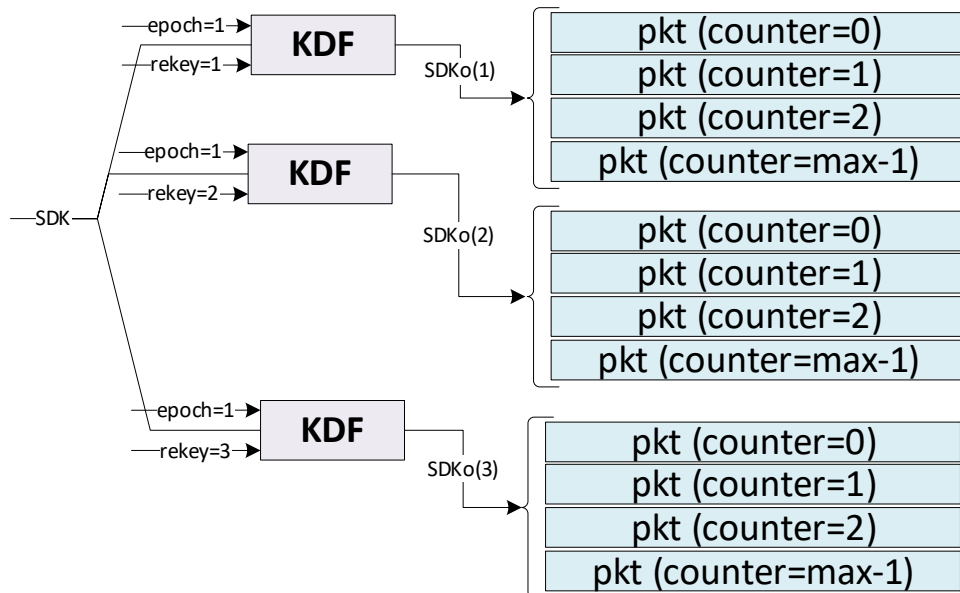 epoch=1
KDF
rekey=1
SDKo(1)
pkt (counter=0)
pkt (counter=1)
pkt (counter=2)
pkt (counter=max-1)
epoch=1
KDF
rekey=2
SDK
SDKo(2)
pkt (counter=0)
pkt (counter=1)
pkt (counter=2)
pkt (counter=max-1)
epoch=1
KDF
rekey=3
SDKo(3)
pkt (counter=0)
pkt (counter=1)
pkt (counter=2)
pkt (counter=max-1)